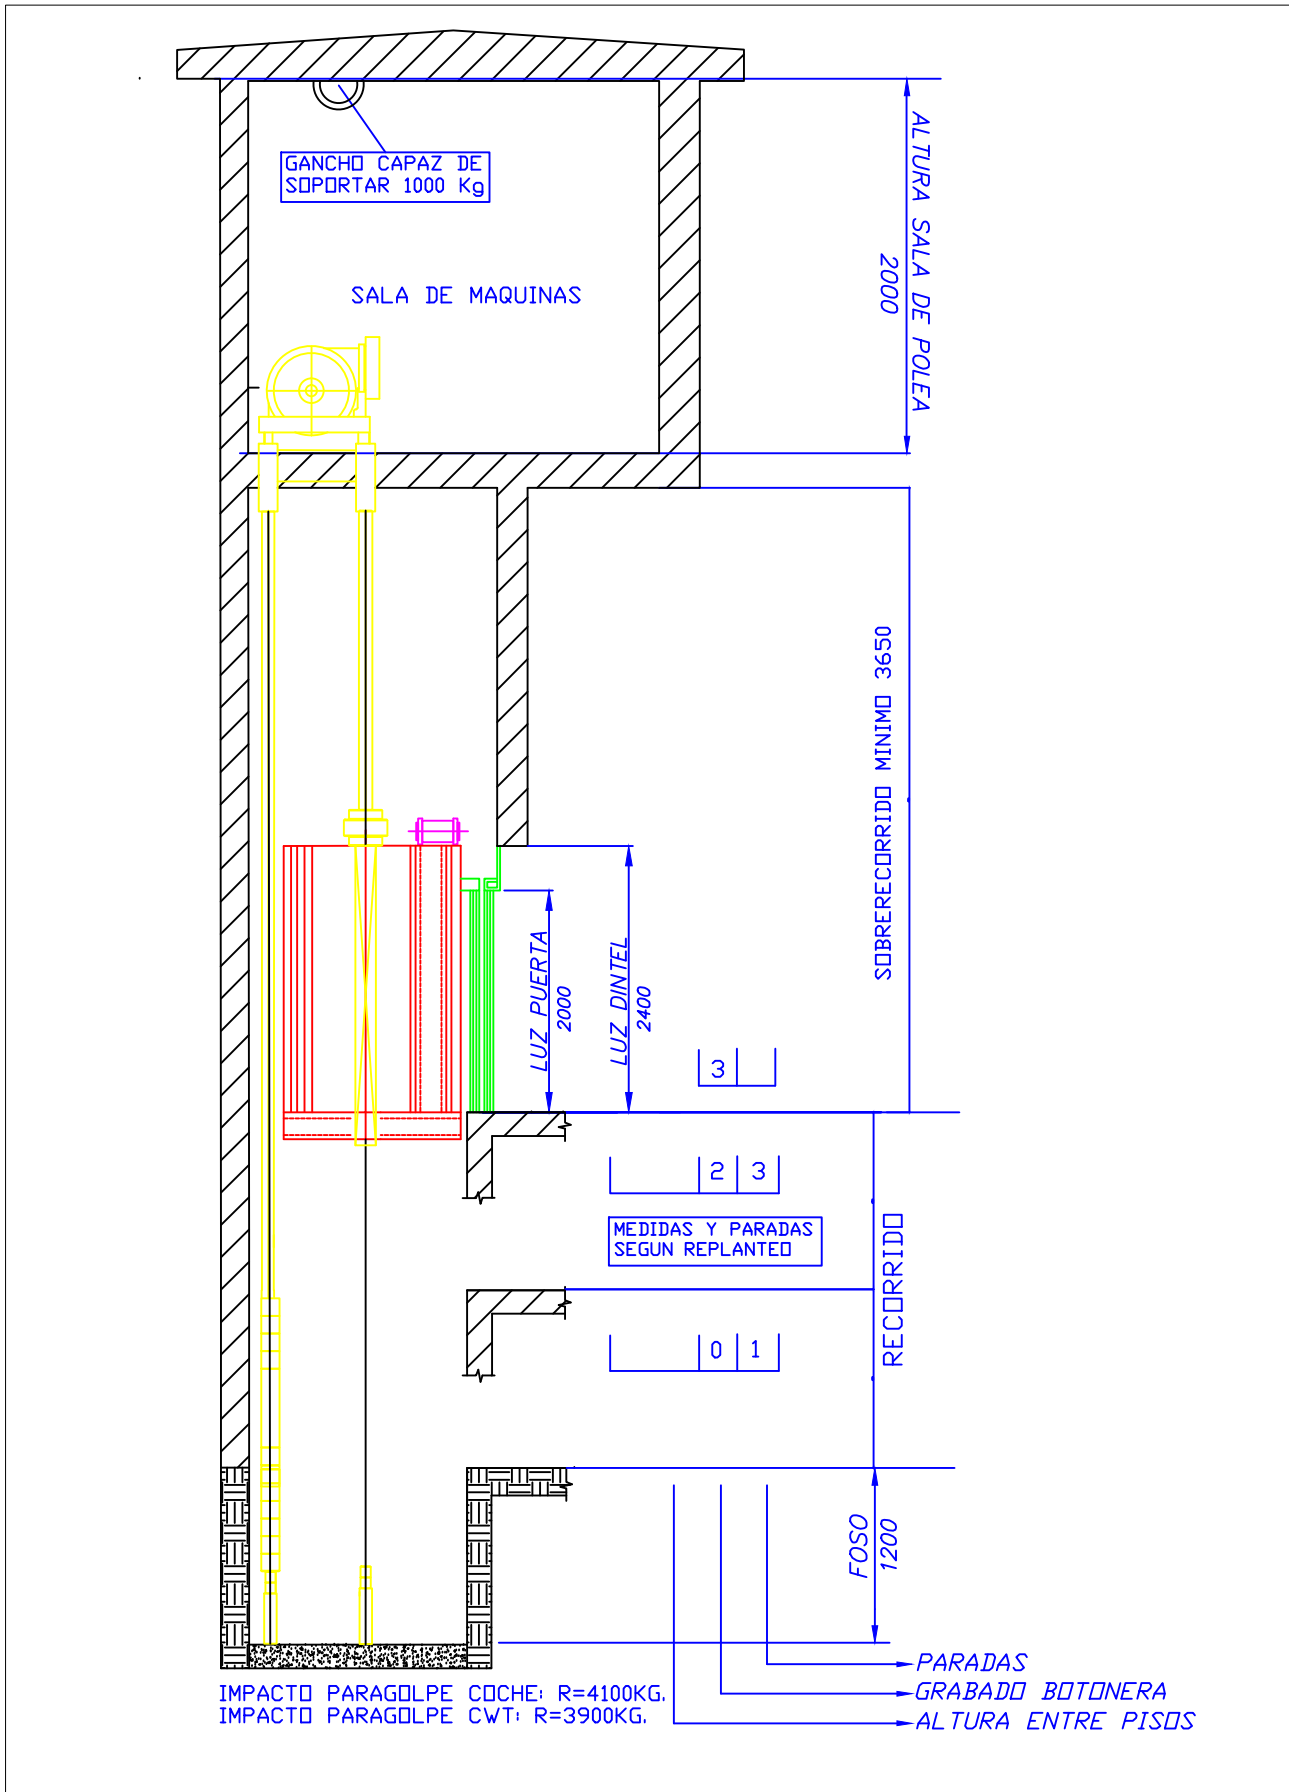 GANCHO CAPAZ DE
SOPORTAR 1000 Kg
SALA DE MAQUINAS
ALTURA SALA DE POLEA
2000
SOBRERECORRIDO MINIMO 3650
LUZ PUERTA
2000
LUZ DINTEL
2400
3
2 3
MEDIDAS Y PARADAS
SEGUN REPLANTEO
RECORRIDO
0 1
FOSO
1200
PARADAS
GRABADO BOTONERA
ALTURA ENTRE PISOS
IMPACTO PARAGOLPE COCHE: R=4100KG.
IMPACTO PARAGOLPE CWT: R=3900KG.